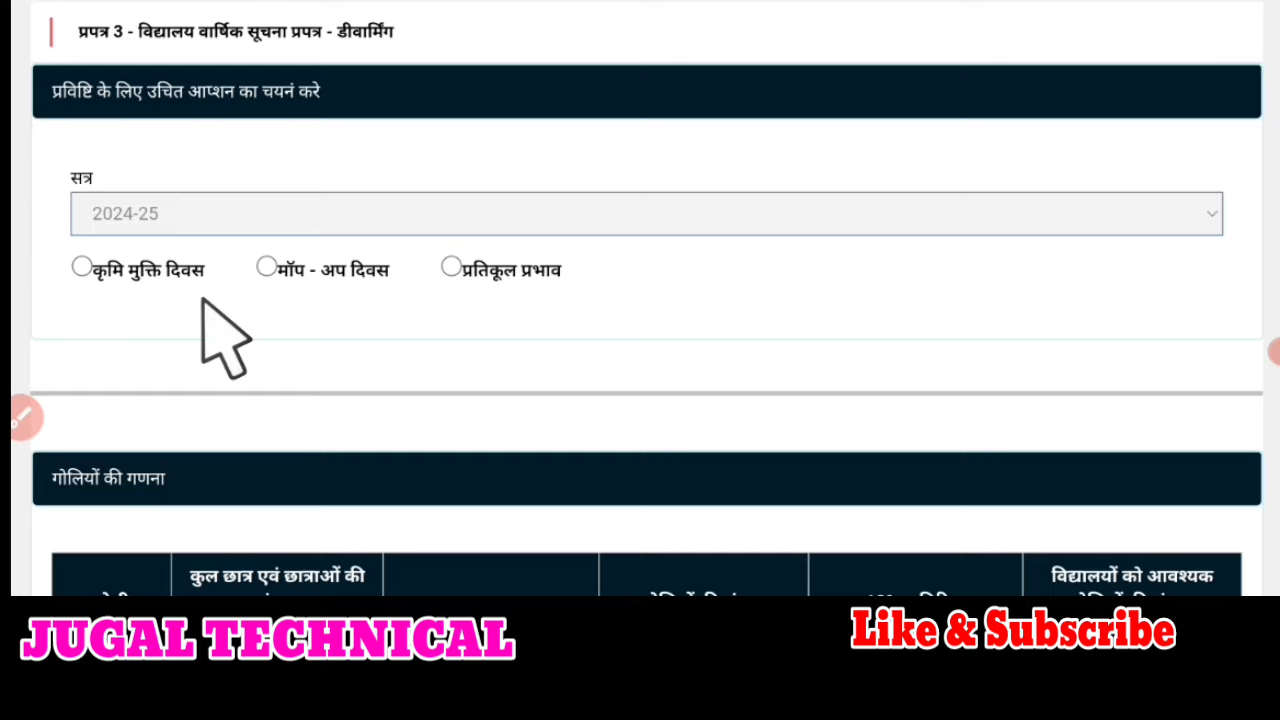 प्रपत्र 3 - विद्यालय वार्षिक सूचना प्रपत्र - डीवार्मिंग
प्रविष्टि के लिए उचित आप्शन का चयनं करे
सत्र
2024-25
कृमि मुक्ति दिवस मॉप - अप दिवस प्रतिकूल प्रभाव
गोलियों की गणना
कुल छात्र एवं छात्राओं की विद्यालयों को आवश्यक
JUGAL TECHNICAL Like & Subscribe